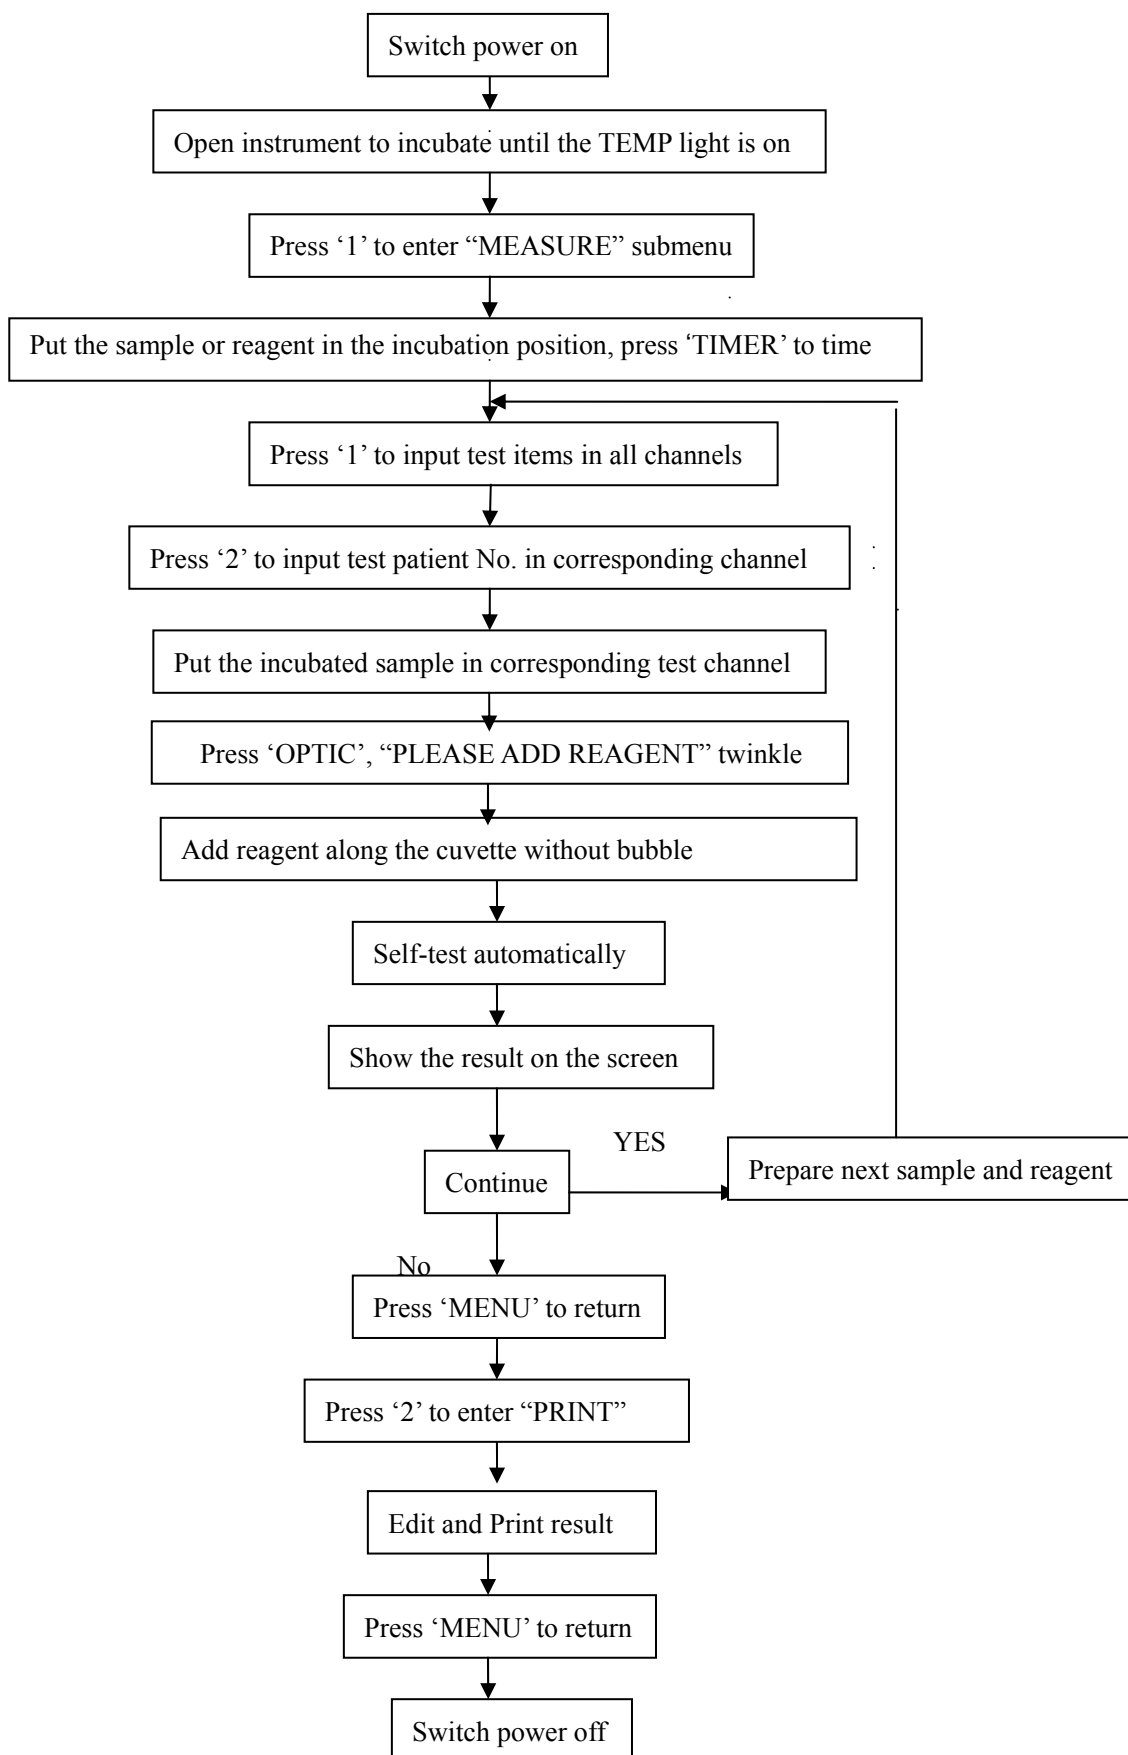 Switch power on
Open instrument to incubate until the TEMP light is on
Press ‘1’ to enter “MEASURE” submenu
Put the sample or reagent in the incubation position, press ‘TIMER’ to time
Press ‘1’ to input test items in all channels
Press ‘2’ to input test patient No. in corresponding channel
Put the incubated sample in corresponding test channel
Press ‘OPTIC’, “PLEASE ADD REAGENT” twinkle
Add reagent along the cuvette without bubble
Self-test automatically
Show the result on the screen
YES
Continue
Prepare next sample and reagent
No
Press ‘MENU’ to return
Press ‘2’ to enter “PRINT”
Edit and Print result
Press ‘MENU’ to return
Switch power off